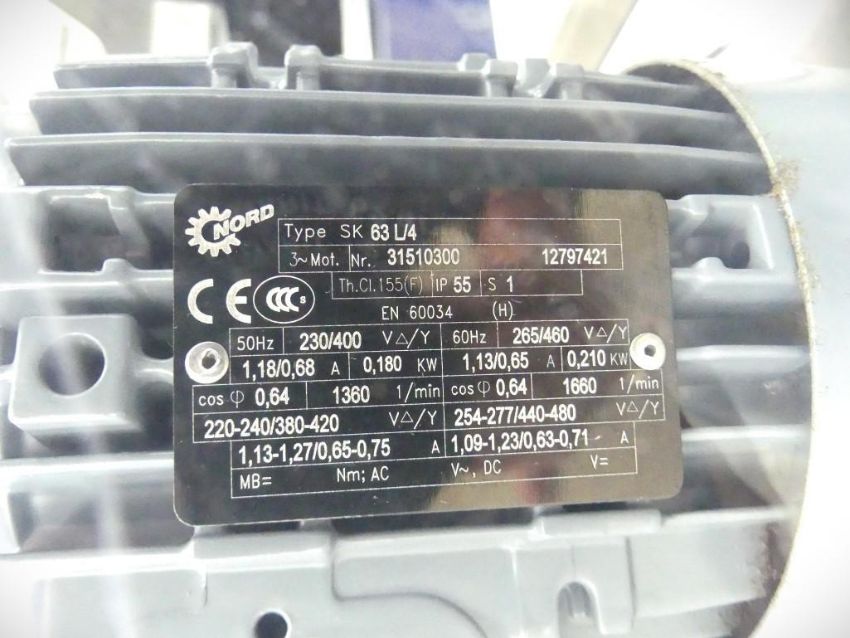 NORD
Type SK 63 L/4
3~Mot. Nr. 31510300 12797421
Th.Cl.155(F) IP 55 S 1
CE CCC S EN 60034 (H)
50Hz 230/400 V△/Y 60Hz 265/460 V△/Y
1,18/0,68 A 0,180 KW 1,13/0,65 A 0,210 KW
cos φ 0,64 1360 1/min cos φ 0,64 1660 1/min
220-240/380-420 V△/Y 254-277/440-480 V△/Y
1,13-1,27/0,65-0,75 A 1,09-1,23/0,63-0,71 A
MB= Nm; AC V~, DC V=